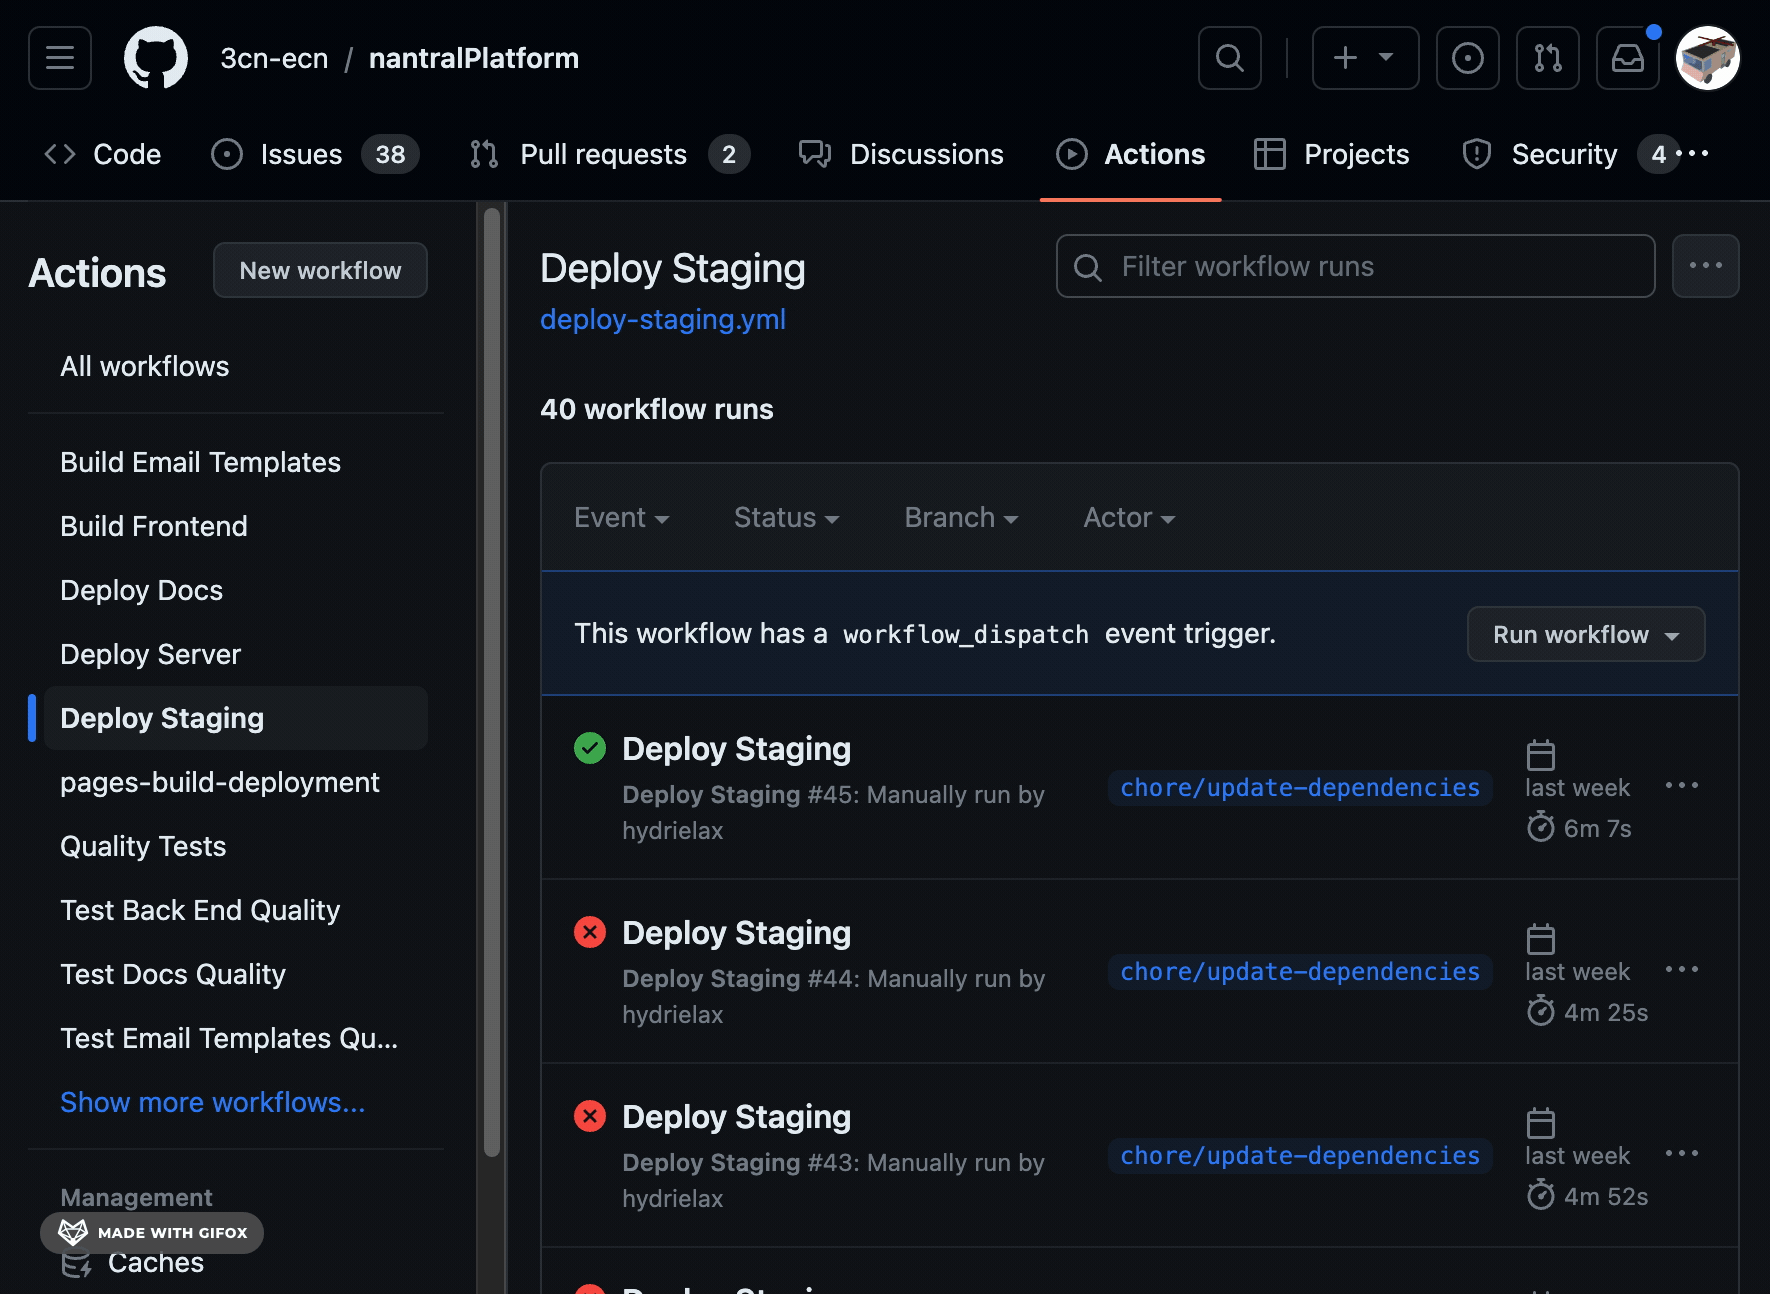 3cn-ecn / nantralPlatform
Code Issues 38 Pull requests 2 Discussions Actions Projects Security 4
Actions
New workflow
All workflows
Build Email Templates
Build Frontend
Deploy Docs
Deploy Server
Deploy Staging
pages-build-deployment
Quality Tests
Test Back End Quality
Test Docs Quality
Test Email Templates Qu...
Show more workflows...
Management
MADE WITH GIFOX
Caches
Deploy Staging
Filter workflow runs
deploy-staging.yml
40 workflow runs
Event Status Branch Actor
This workflow has a workflow_dispatch event trigger.
Run workflow
Deploy Staging
Deploy Staging #45: Manually run by
hydrielax
chore/update-dependencies
last week
6m 7s
Deploy Staging
Deploy Staging #44: Manually run by
hydrielax
chore/update-dependencies
last week
4m 25s
Deploy Staging
Deploy Staging #43: Manually run by
hydrielax
chore/update-dependencies
last week
4m 52s